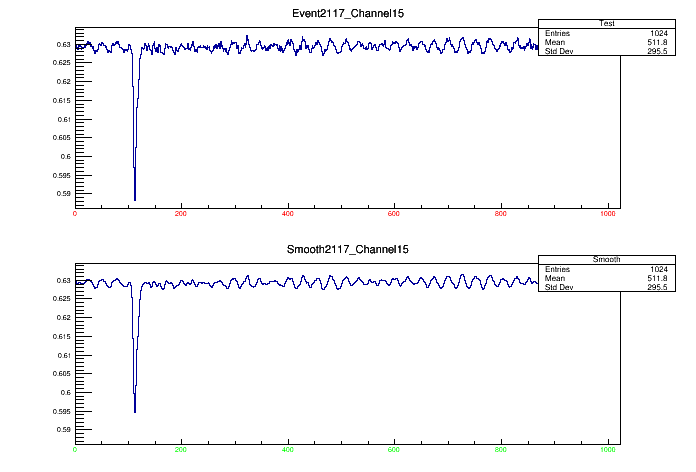 Event2117_Channel15
Test
Entries 1024
Mean 511.8
Std Dev 295.5
0.63
0.625
0.62
0.615
0.61
0.605
0.6
0.595
0.59
0 200 400 600 800 1000
Smooth2117_Channel15
Smooth
Entries 1024
Mean 511.8
Std Dev 295.5
0.63
0.625
0.62
0.615
0.61
0.605
0.6
0.595
0.59
0 200 400 600 800 1000